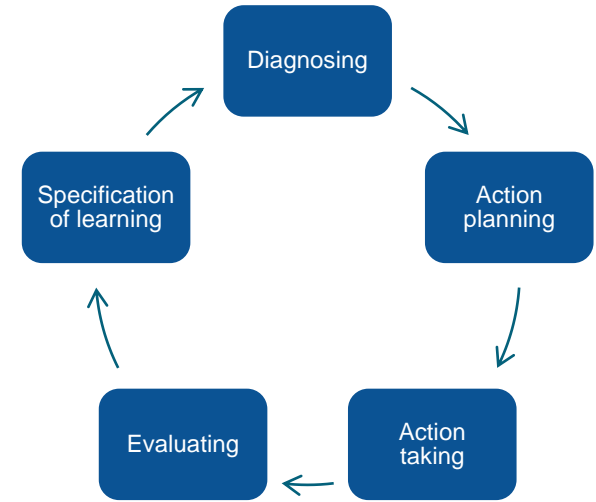 Diagnosing
Action
planning
Action
taking
Evaluating
Specification
of learning